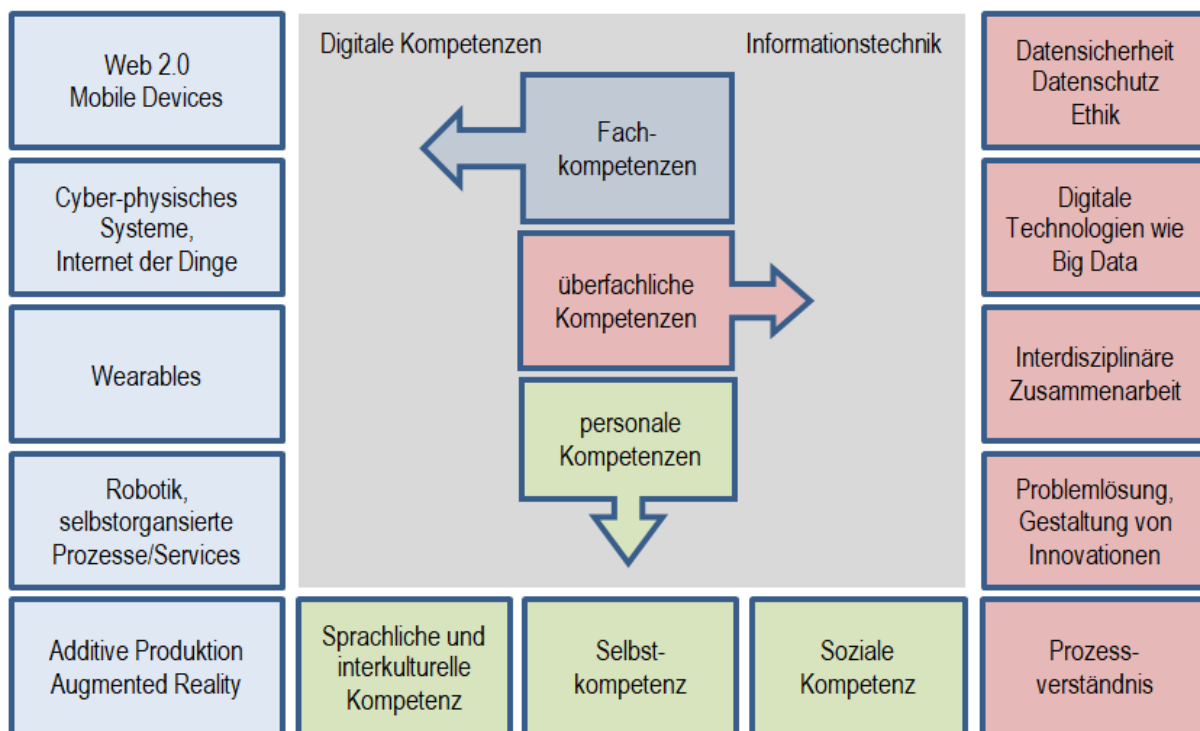 Digitale Kompetenzen
Informationstechnik
Web 2.0
Mobile Devices
Cyber-physisches
Systeme,
Internet der Dinge
Wearables
Robotik,
selbstorgansierte
Prozesse/Services
Additive Produktion
Augmented Reality
Fach-
kompetenzen
überfachliche
Kompetenzen
personale
Kompetenzen
Sprachliche und
interkulturelle
Kompetenz
Selbst-
kompetenz
Soziale
Kompetenz
Datensicherheit
Datenschutz
Ethik
Digitale
Technologien wie
Big Data
Interdisziplinäre
Zusammenarbeit
Problemlösung,
Gestaltung von
Innovationen
Prozess-
verständnis